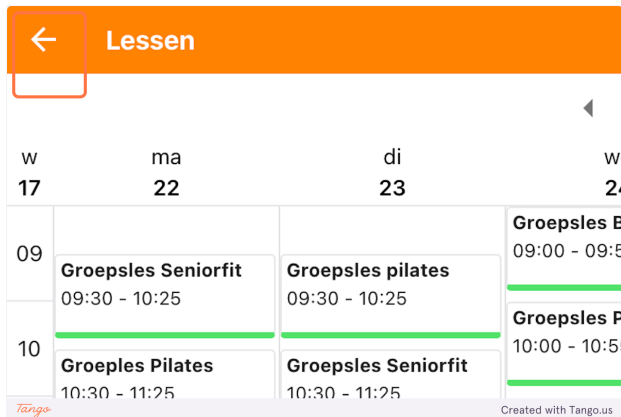 Lessen
w ma di w
17 22 23
09
10
Groepsles Seniorfit
09:30 - 10:25
Groeples Pilates
10:30 - 11:25
Groepsles pilates
09:30 - 10:25
Groepsles Seniorfit
10:30 - 11:25
Groepsles
09:00 -
Groepsles
10:00 -
Tango
Created with Tango.us